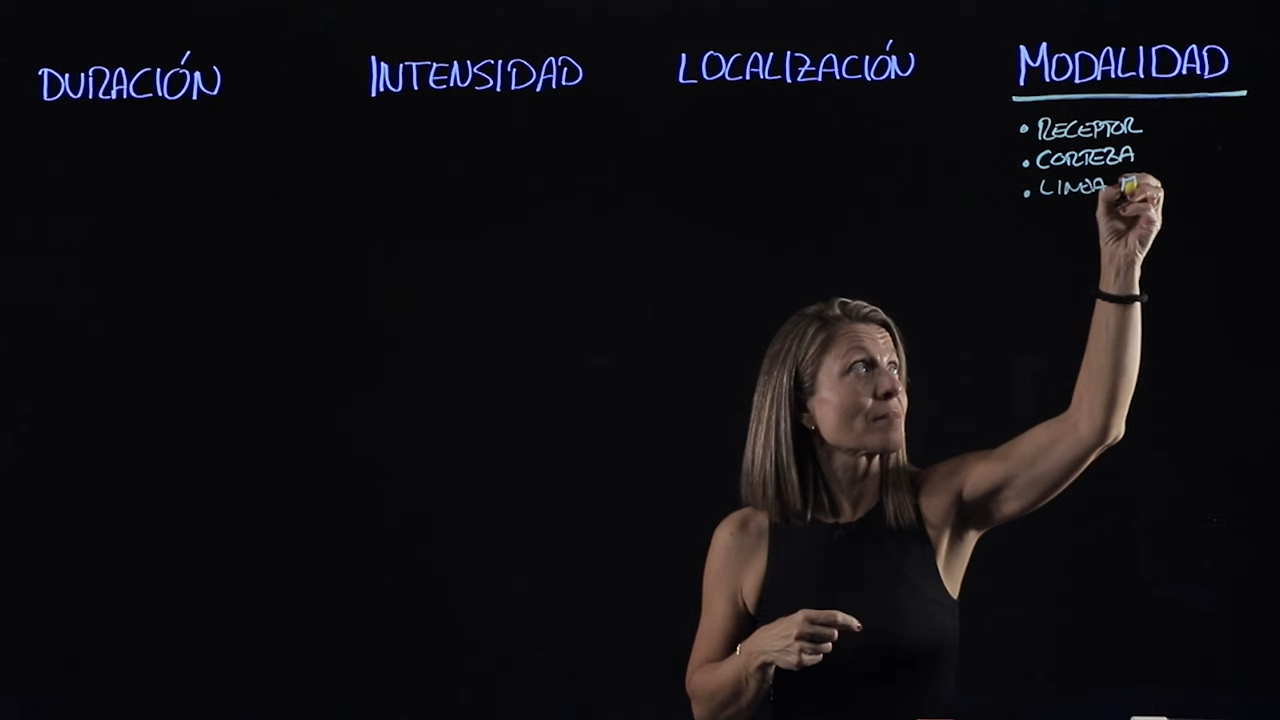 DURACIÓN
INTENSIDAD
LOCALIZACIÓN
MODALIDAD
• RECEPTOR
• CORTEZA
• LINEA